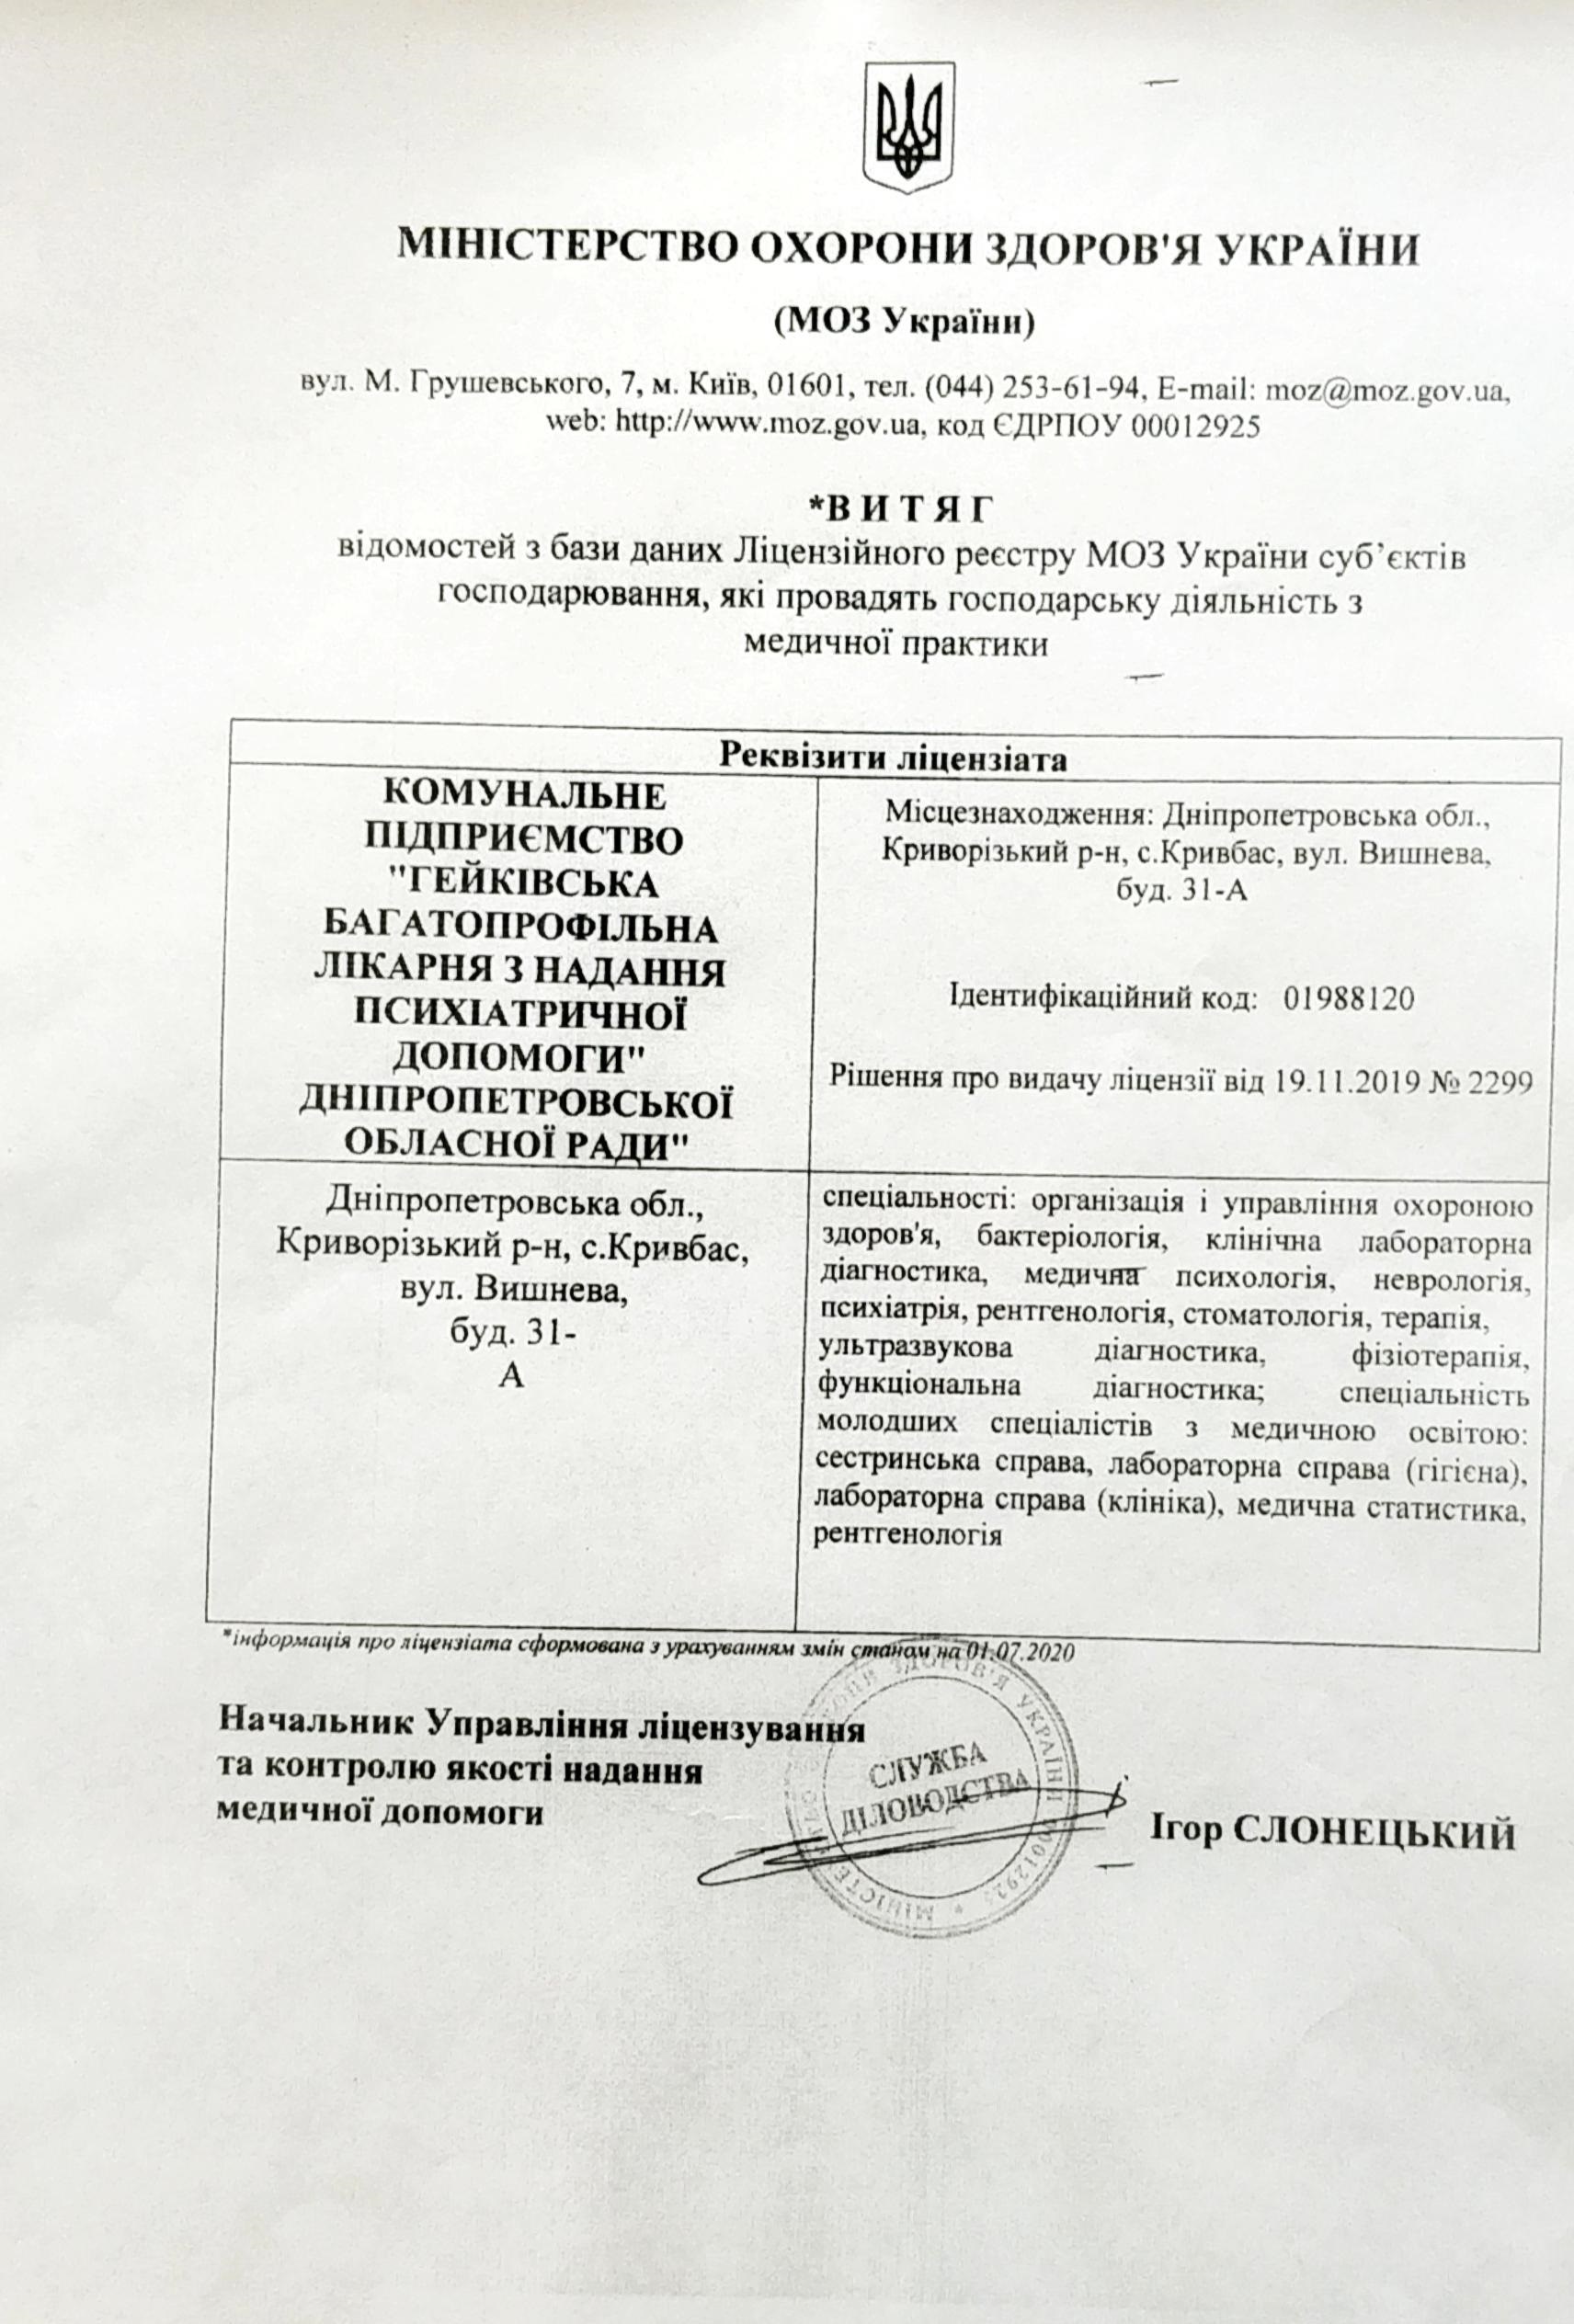 МІНІСТЕРСТВО ОХОРОНИ ЗДОРОВ'Я УКРАЇНИ
(МОЗ України)
вул. М. Грушевського, 7, м. Київ, 01601, тел. (044) 253-61-94, E-mail: moz@moz.gov.ua,
web: http://www.moz.gov.ua, код ЄДРПОУ 00012925
*В И Т Я Г
відомостей з бази даних Ліцензійного реєстру МОЗ України суб’єктів
господарювання, які провадять господарську діяльність з
медичної практики
Реквізити ліцензіата
КОМУНАЛЬНЕ
ПІДПРИЄМСТВО
"ГЕЙКІВСЬКА
БАГАТОПРОФІЛЬНА
ЛІКАРНЯ З НАДАННЯ
ПСИХІАТРИЧНОЇ
ДОПОМОГИ"
ДНІПРОПЕТРОВСЬКОЇ
ОБЛАСНОЇ РАДИ"
Місцезнаходження: Дніпропетровська обл.,
Криворізький р-н, с.Кривбас, вул. Вишнева,
буд. 31-А
Ідентифікаційний код: 01988120
Рішення про видачу ліцензії від 19.11.2019 № 2299
Дніпропетровська обл.,
Криворізький р-н, с.Кривбас,
вул. Вишнева,
буд. 31-
А
спеціальності: організація і управління охороною
здоров'я, бактеріологія, клінічна лабораторна
діагностика, медична психологія, неврологія,
психіатрія, рентгенологія, стоматологія, терапія,
ультразвукова діагностика, фізіотерапія,
функціональна діагностика; спеціальність
молодших спеціалістів з медичною освітою:
сестринська справа, лабораторна справа (гігієна),
лабораторна справа (клініка), медична статистика,
рентгенологія
*інформація про ліцензіата сформована з урахуванням змін станом на 01.07.2020
Начальник Управління ліцензування
та контролю якості надання
медичної допомоги
СЛУЖБА
ДІЛОВОДСТВА
ЗДОРОВ'Я УКРАЇНИ
Ігор СЛОНЕЦЬКИЙ